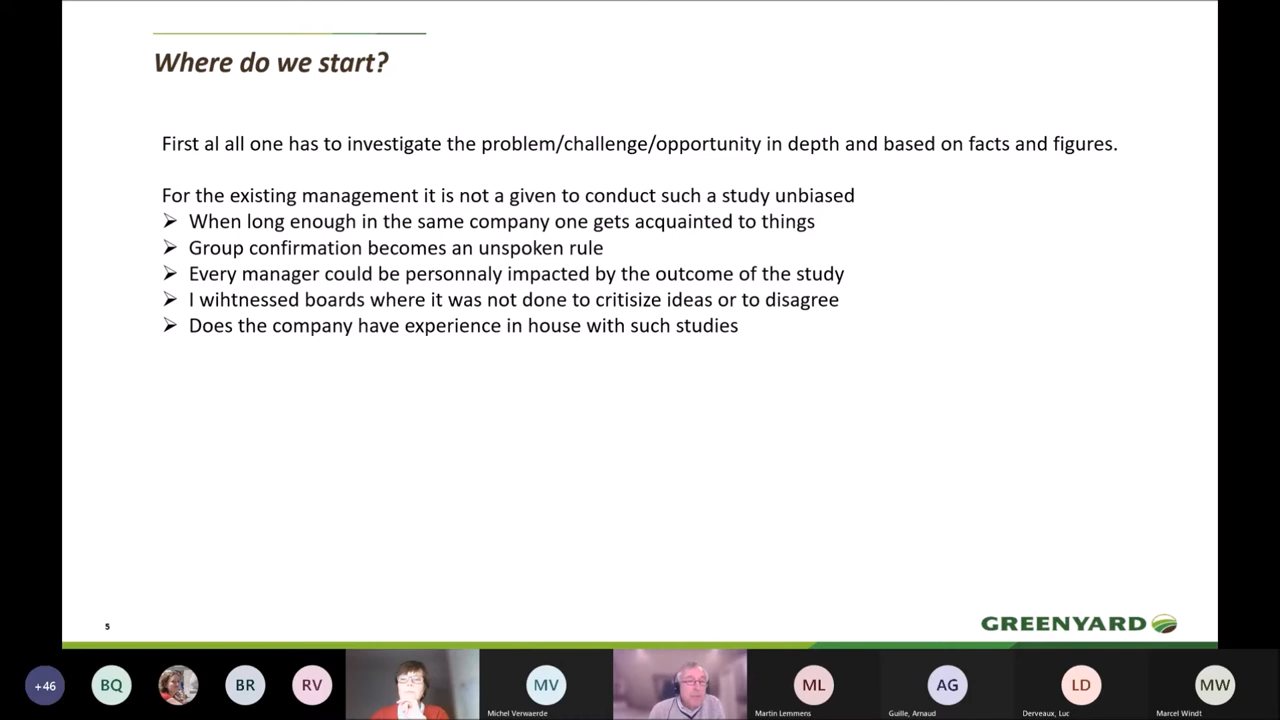 Where do we start?
First al all one has to investigate the problem/challenge/opportunity in depth and based on facts and figures.
For the existing management it is not a given to conduct such a study unbiased
➢ When long enough in the same company one gets acquainted to things
➢ Group confirmation becomes an unspoken rule
➢ Every manager could be personnaly impacted by the outcome of the study
➢ I wihtnessed boards where it was not done to critisize ideas or to disagree
➢ Does the company have experience in house with such studies
5
GREENYARD
+46
BQ
BR
RV
MV
Michel Verwaerde
ML
Martin Lemmens
AG
Guille, Arnaud
LD
Derveaux, Luc
MW
Marcel Windt